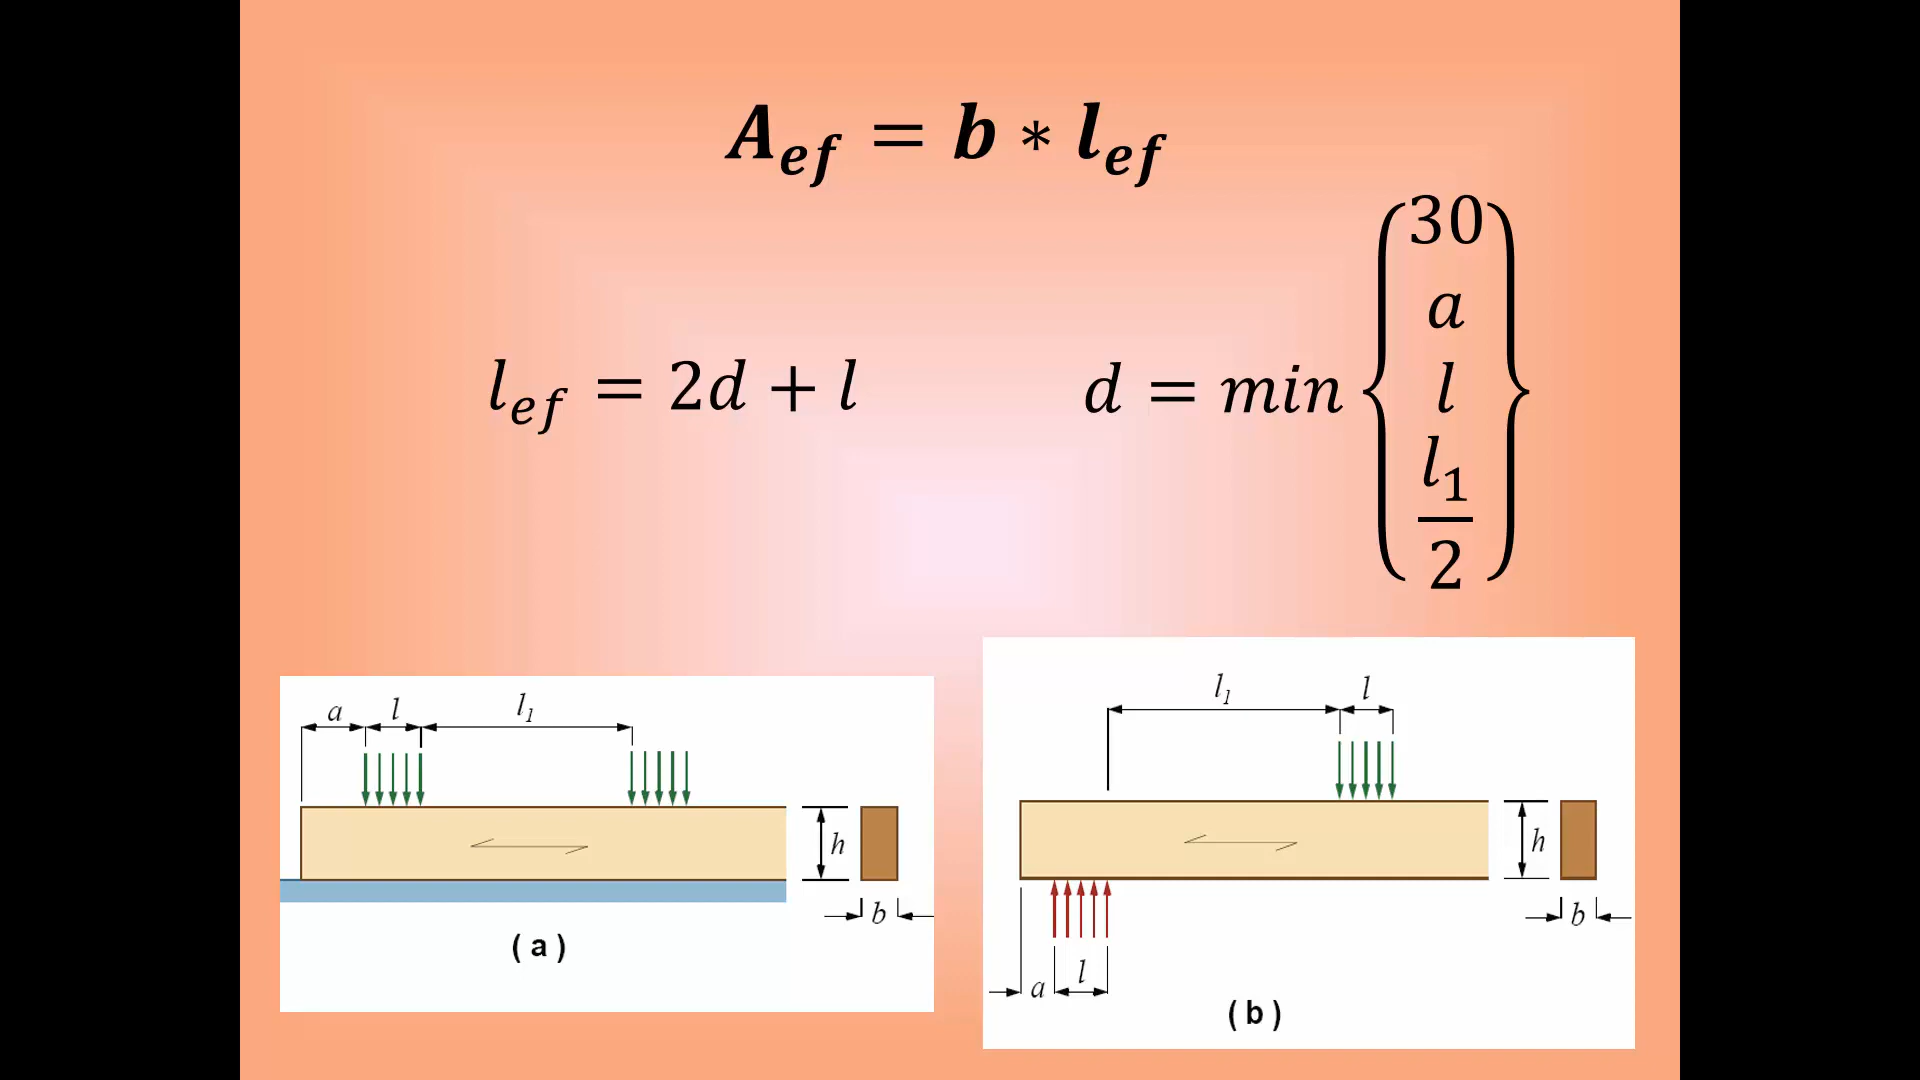 A_ef = b * l_ef
l_ef = 2d + l
d = min {30
a
l
l_1/2}
a l l_1
h
b
( a )
l_1 l
h
b
a l
( b )